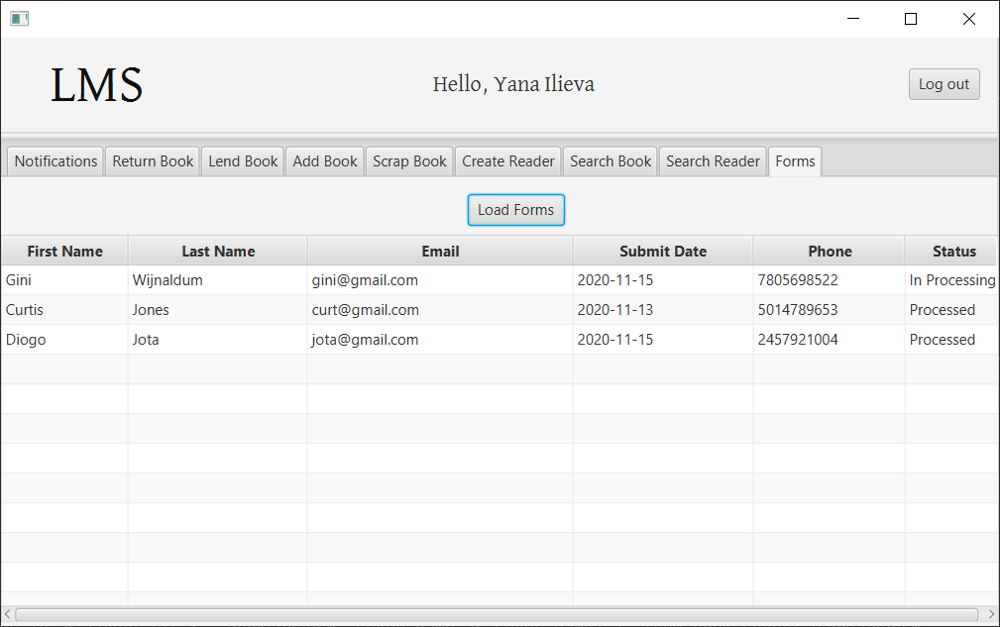 LMS
Hello, Yana Ilieva
Log out
Notifications Return Book Lend Book Add Book Scrap Book Create Reader Search Book Search Reader Forms
Load Forms
First Name Last Name Email Submit Date Phone Status
Gini Wijnaldum gini@gmail.com 2020-11-15 7805698522 In Processing
Curtis Jones curt@gmail.com 2020-11-13 5014789653 Processed
Diogo Jota jota@gmail.com 2020-11-15 2457921004 Processed